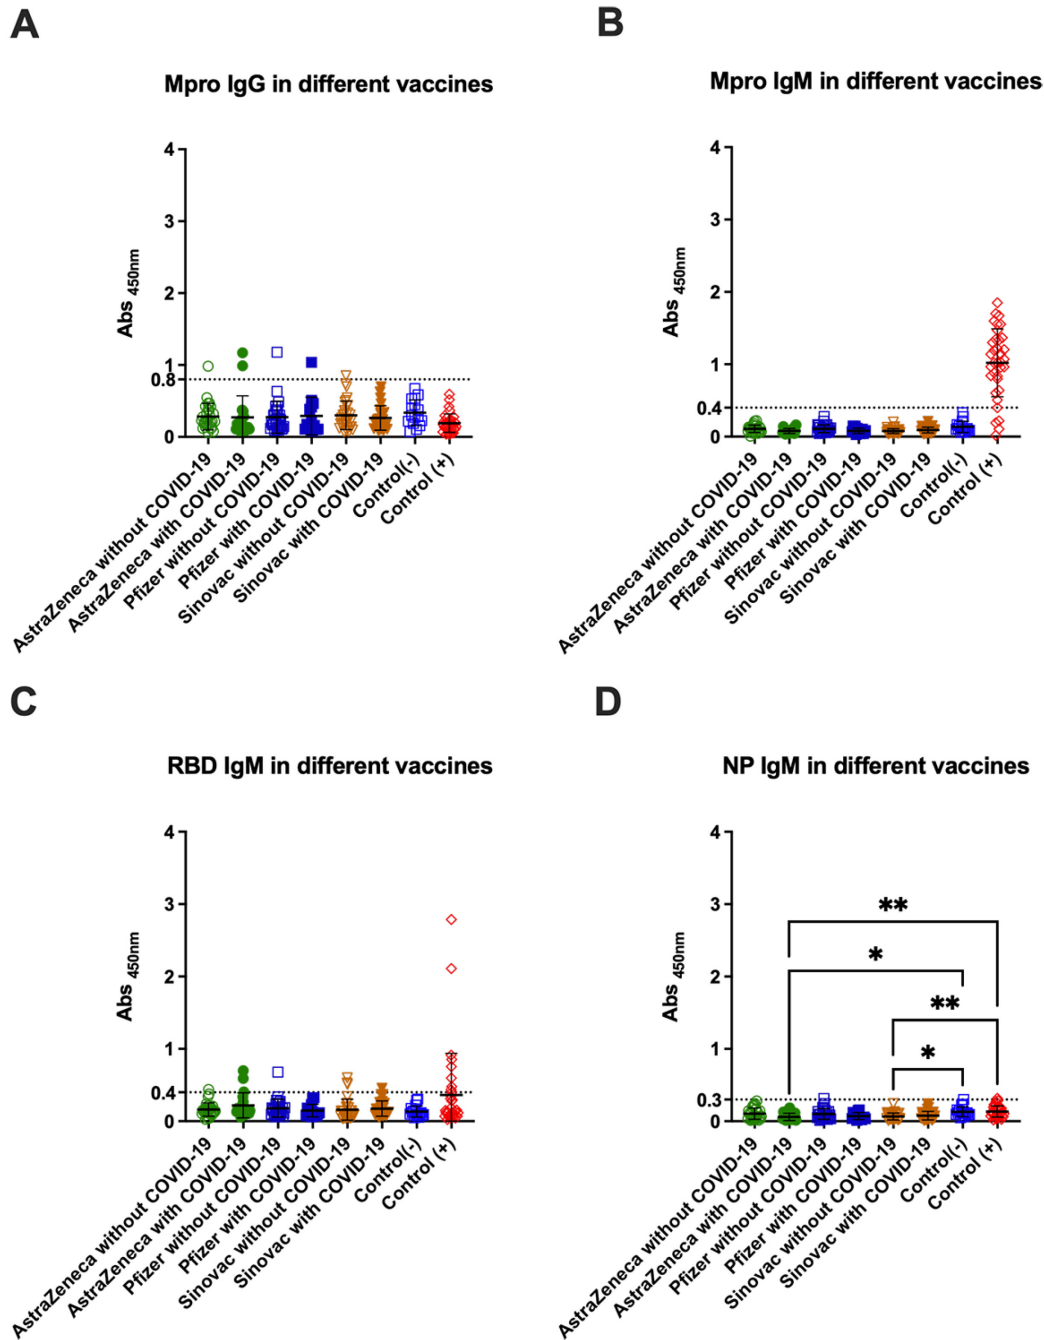 A
Mpro IgG in different vaccines
Abs 450nm
4
3
2
1
0.8
0
AstraZeneca without COVID-19
AstraZeneca with COVID-19
Pfizer without COVID-19
Pfizer with COVID-19
Sinovac without COVID-19
Sinovac with COVID-19
Control(-)
Control (+)
B
Mpro IgM in different vaccines
Abs 450nm
4
3
2
1
0.4
0
AstraZeneca without COVID-19
AstraZeneca with COVID-19
Pfizer without COVID-19
Pfizer with COVID-19
Sinovac without COVID-19
Sinovac with COVID-19
Control(-)
Control (+)
C
RBD IgM in different vaccines
Abs 450nm
4
3
2
1
0.4
0
AstraZeneca without COVID-19
AstraZeneca with COVID-19
Pfizer without COVID-19
Pfizer with COVID-19
Sinovac without COVID-19
Sinovac with COVID-19
Control(-)
Control (+)
D
NP IgM in different vaccines
Abs 450nm
4
3
2
1
0.3
0
**
*
**
*
AstraZeneca without COVID-19
AstraZeneca with COVID-19
Pfizer without COVID-19
Pfizer with COVID-19
Sinovac without COVID-19
Sinovac with COVID-19
Control(-)
Control (+)